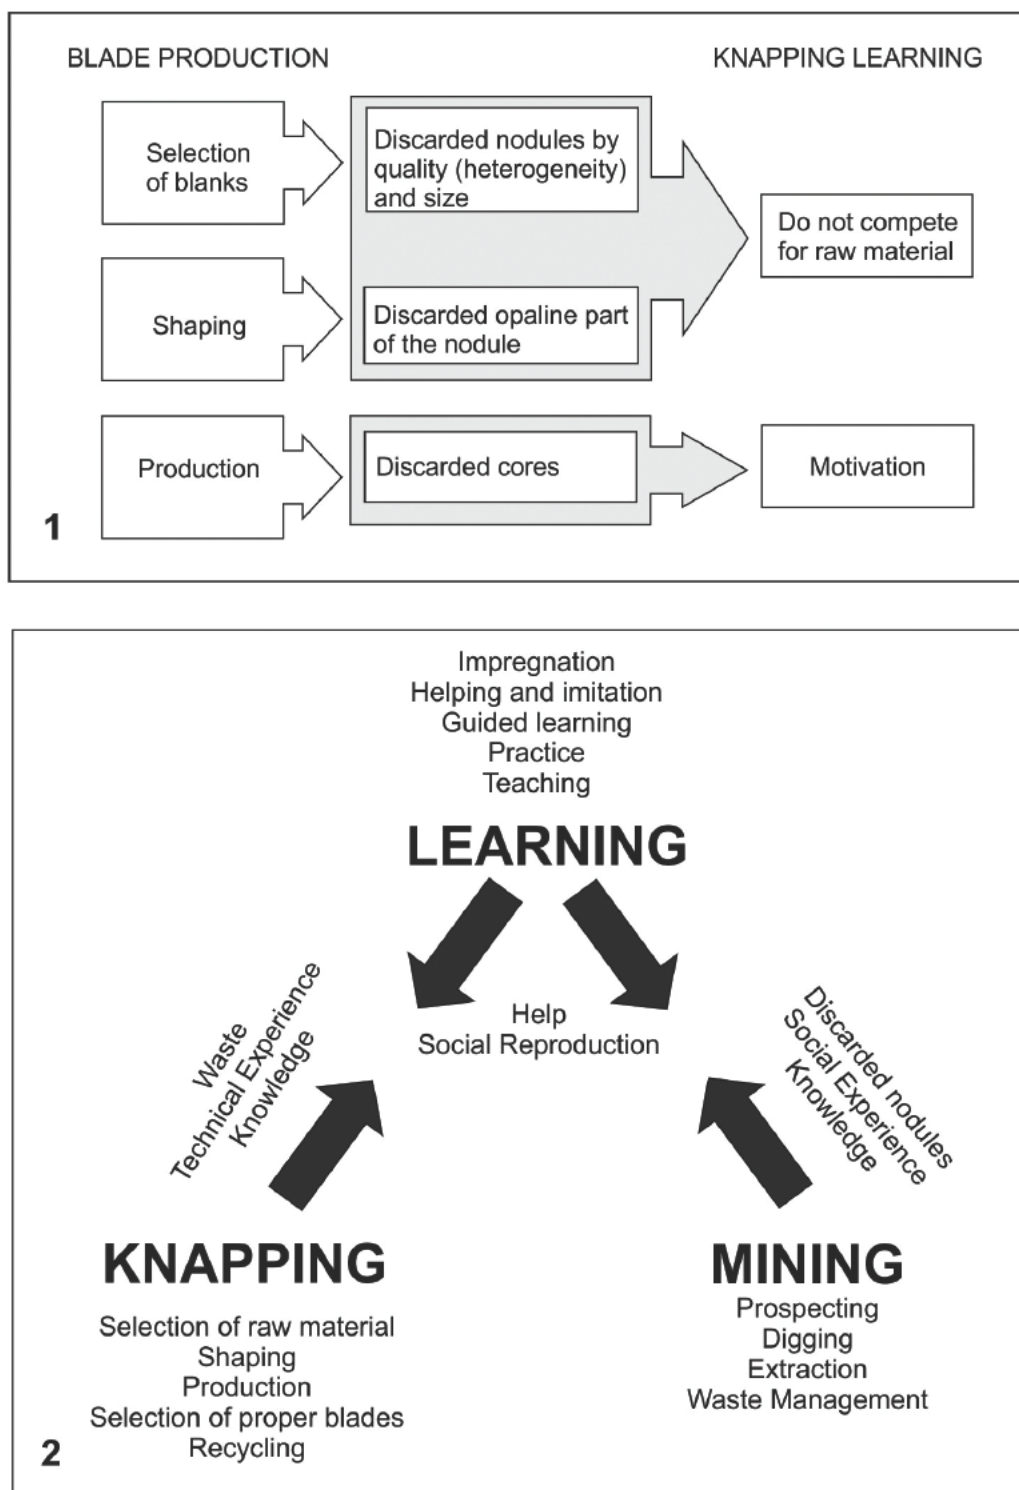 BLADE PRODUCTION
KNAPPING LEARNING
Selection
of blanks
Discarded nodules by
quality (heterogeneity)
and size
Do not compete
for raw material
Shaping
Discarded opaline part
of the nodule
Production
Discarded cores
Motivation
1
Impregnation
Helping and imitation
Guided learning
Practice
Teaching
LEARNING
Waste
Technical Experience
Knowledge
Help
Social Reproduction
Discarded nodules
Social Experience
Knowledge
KNAPPING
Selection of raw material
Shaping
Production
Selection of proper blades
Recycling
MINING
Prospecting
Digging
Extraction
Waste Management
2